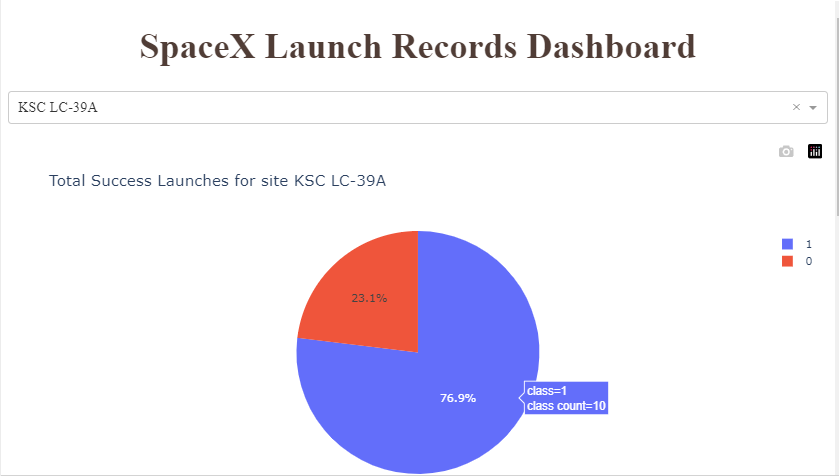 SpaceX Launch Records Dashboard
KSC LC-39A
×
Total Success Launches for site KSC LC-39A
1
0
23.1%
76.9%
class=1
class count=10